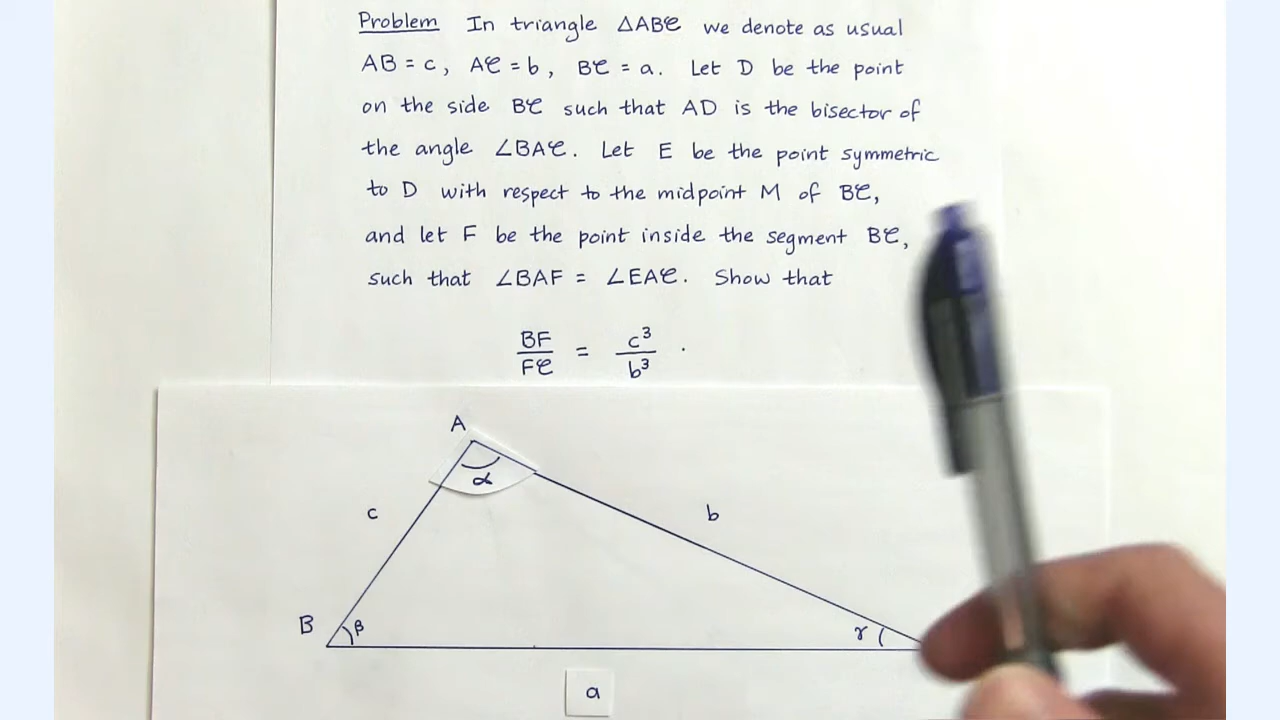 Problem In triangle ΔABC we denote as usual
AB = c, AC = b, BC = a. Let D be the point
on the side BC such that AD is the bisector of
the angle ∠BAC. Let E be the point symmetric
to D with respect to the midpoint M of BC,
and let F be the point inside the segment BC,
such that ∠BAF = ∠EAC. Show that
BF/FC = c³/b³.
A
α
c
b
B
β
γ
a